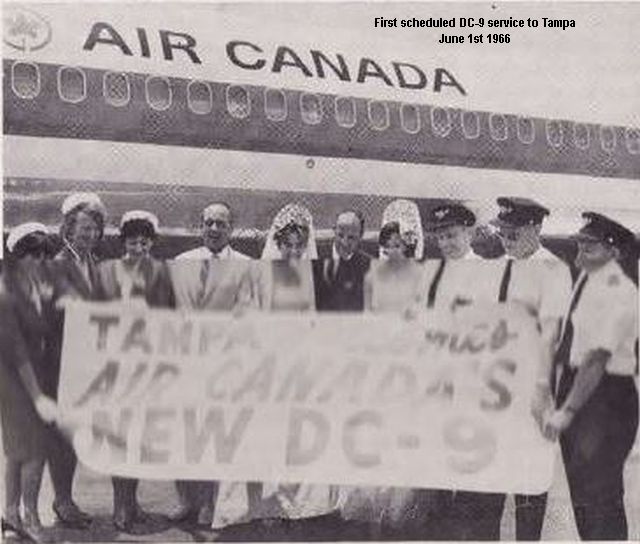 First scheduled DC-9 service to Tampa
June 1st 1966
AIR CANADA
TAMPA
AIR CANADA'S
NEW DC-9